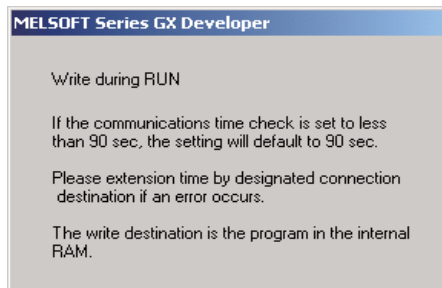 MELSOFT Series GX Developer
Write during RUN
If the communications time check is set to less
than 90 sec, the setting will default to 90 sec.
Please extension time by designated connection
destination if an error occurs.
The write destination is the program in the internal
RAM.